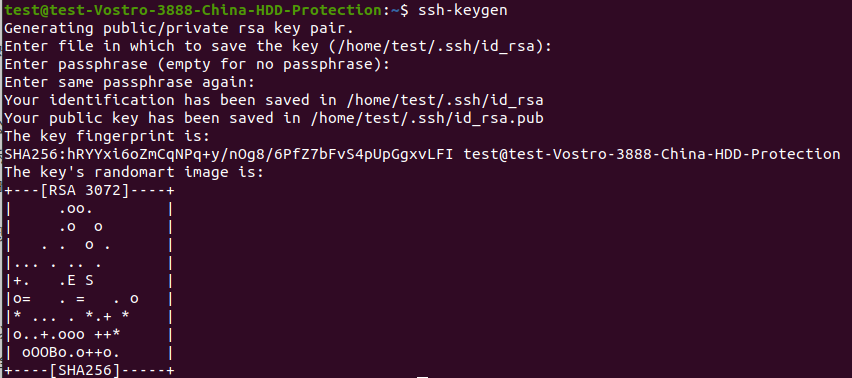 test@test-Vostro-3888-China-HDD-Protection:~$ ssh-keygen
Generating public/private rsa key pair.
Enter file in which to save the key (/home/test/.ssh/id_rsa):
Enter passphrase (empty for no passphrase):
Enter same passphrase again:
Your identification has been saved in /home/test/.ssh/id_rsa
Your public key has been saved in /home/test/.ssh/id_rsa.pub
The key fingerprint is:
SHA256:hRYYxi6oZmCqNPq+y/nOg8/6PfZ7bFvS4pUpGgxvLFI test@test-Vostro-3888-China-HDD-Protection
The key's randomart image is:
+---[RSA 3072]----+
|     .oo.        |
|     .o  o       |
|   . .  o .      |
|... . .. .       |
|+.   .E S        |
|o=   . =   . o   |
|* ... . *.+ *    |
|o..+.ooo ++*     |
| oOOBo.o++o.     |
+----[SHA256]-----+